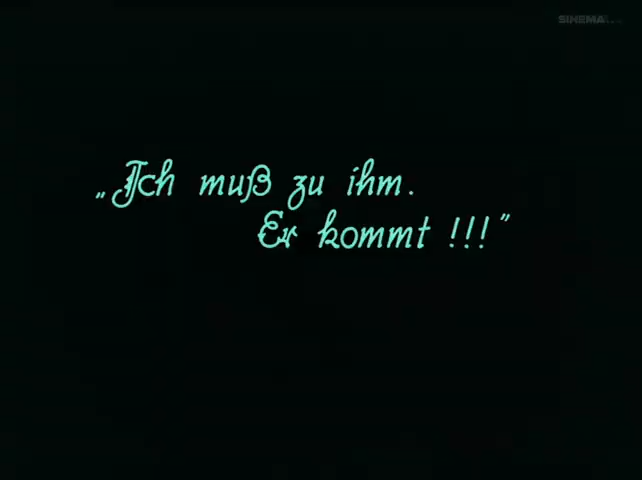 SINEMA
„Ich muß zu ihm.
Er kommt !!!”